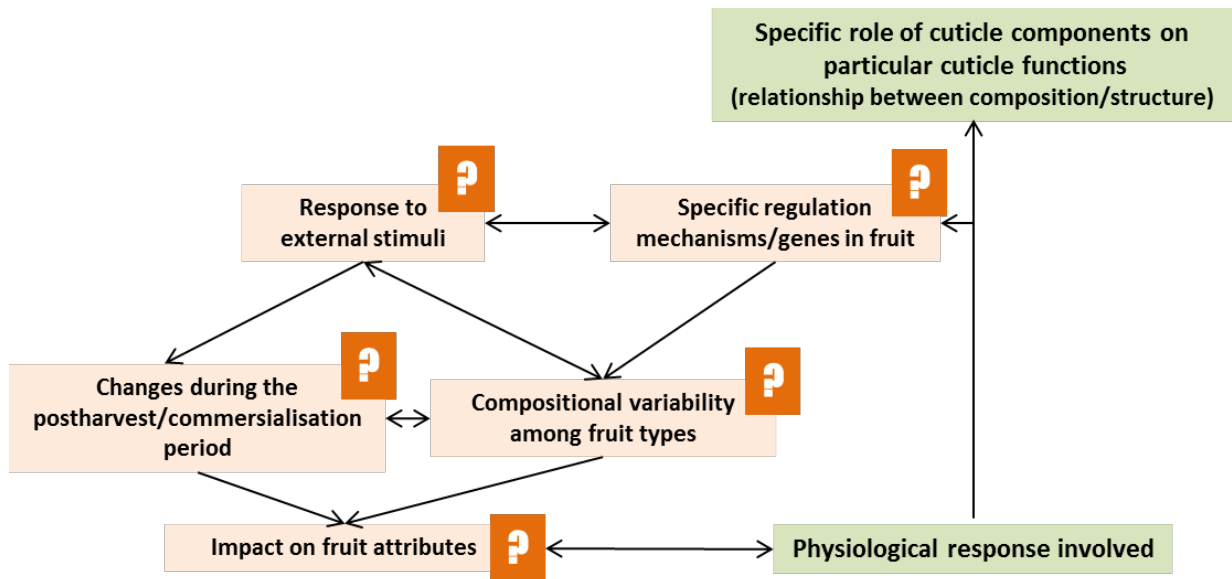 Specific role of cuticle components on
particular cuticle functions
(relationship between composition/structure)
?
Response to
external stimuli
?
Specific regulation
mechanisms/genes in fruit
?
Changes during the
postharvest/commersialisation
period
?
Compositional variability
among fruit types
?
Impact on fruit attributes
Physiological response involved